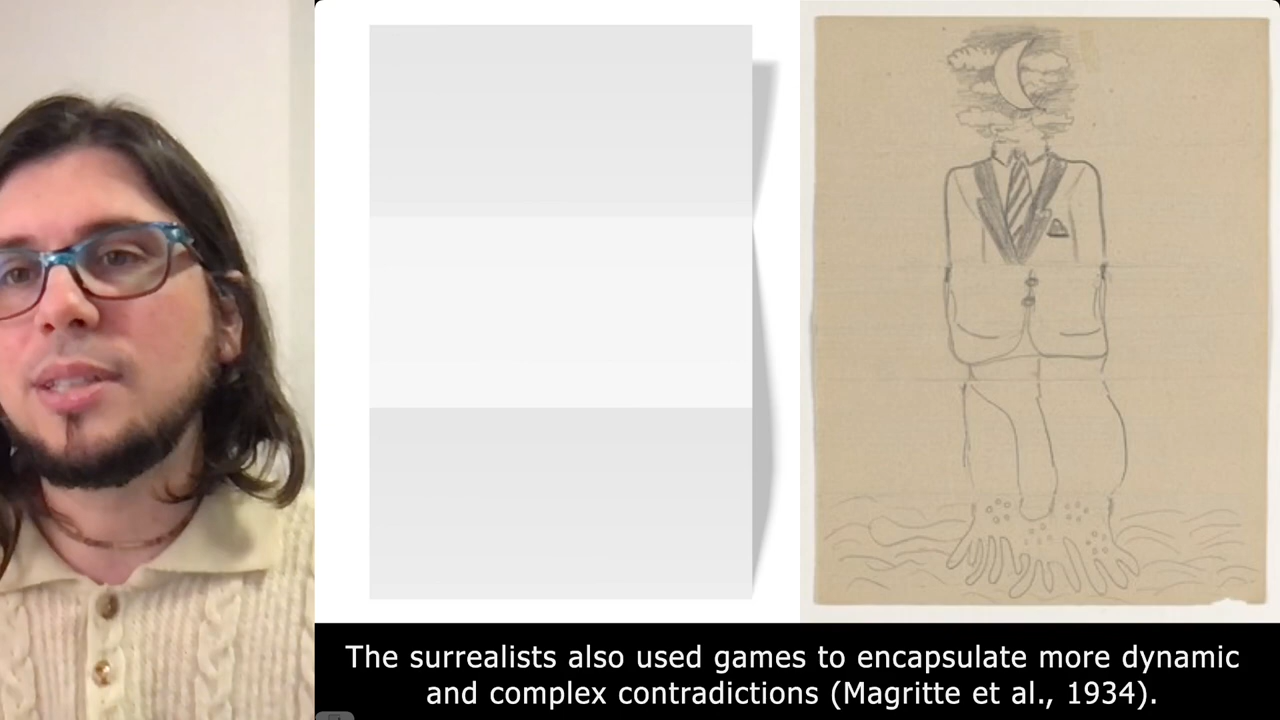 The surrealists also used games to encapsulate more dynamic
and complex contradictions (Magritte et al., 1934).